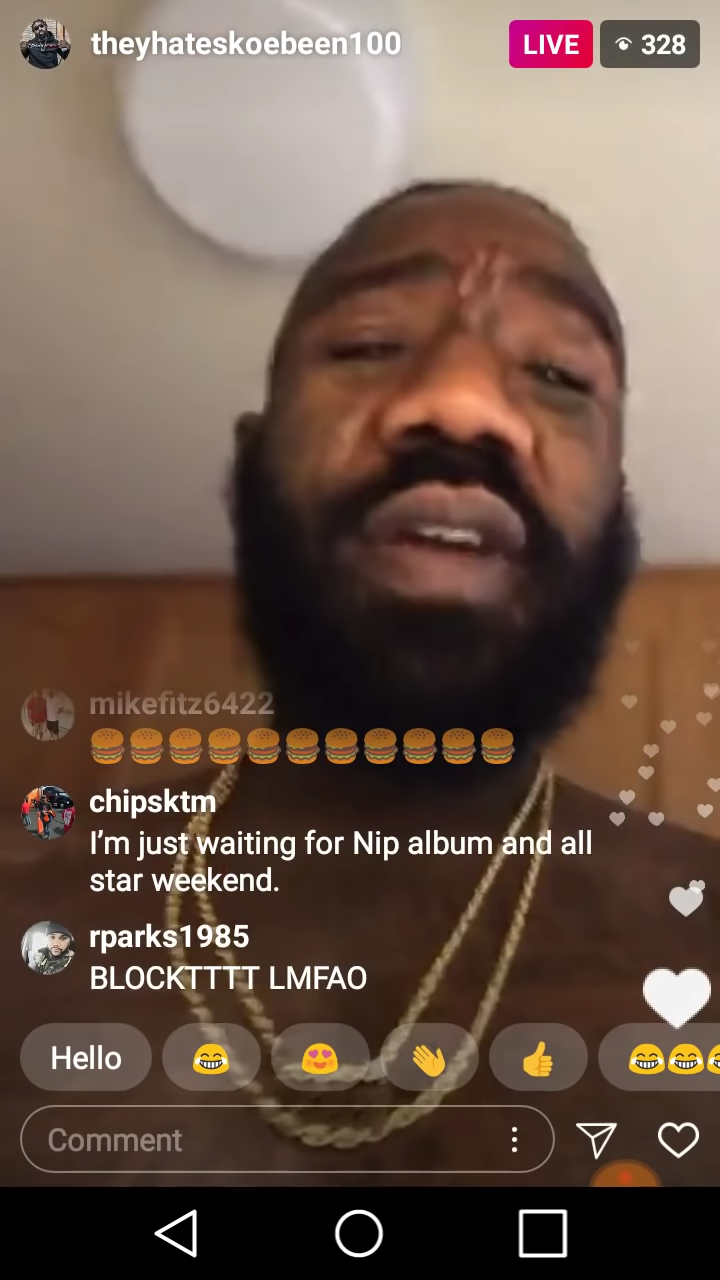 theyhateskoebeen100
LIVE
328
mikefitz6422
🍔🍔🍔🍔🍔🍔🍔🍔🍔🍔🍔
chipsktm
I'm just waiting for Nip album and all
star weekend.
rparks1985
BLOCKTTTT LMFAO
Hello
Comment